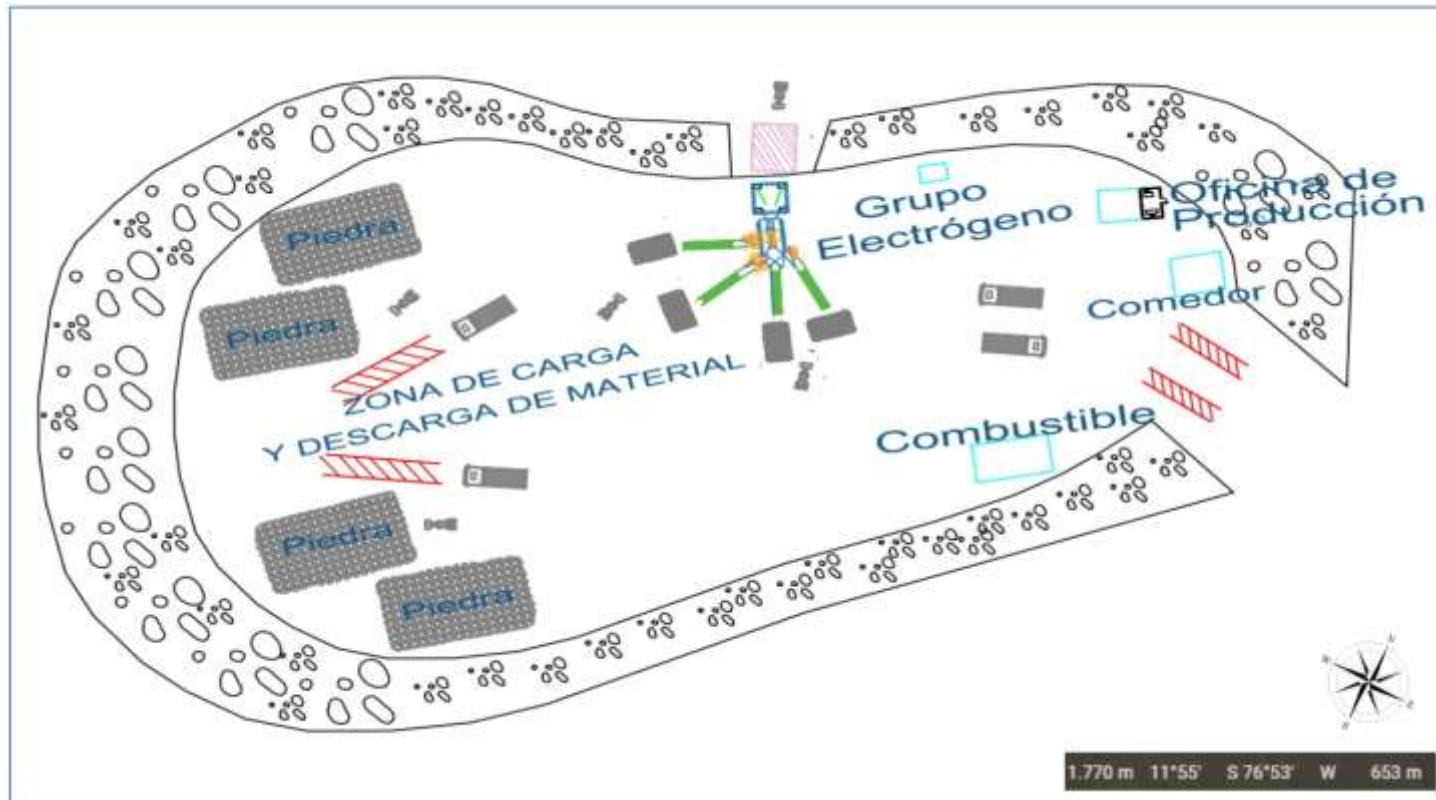 Piedra
Piedra
ZONA DE CARGA
Y DESCARGA DE MATERIAL
Piedra
Piedra
Grupo
Electrógeno
Oficina de
Producción
Comedor
Combustible
N
1.770 m 11°55' S 76°53' W 653 m